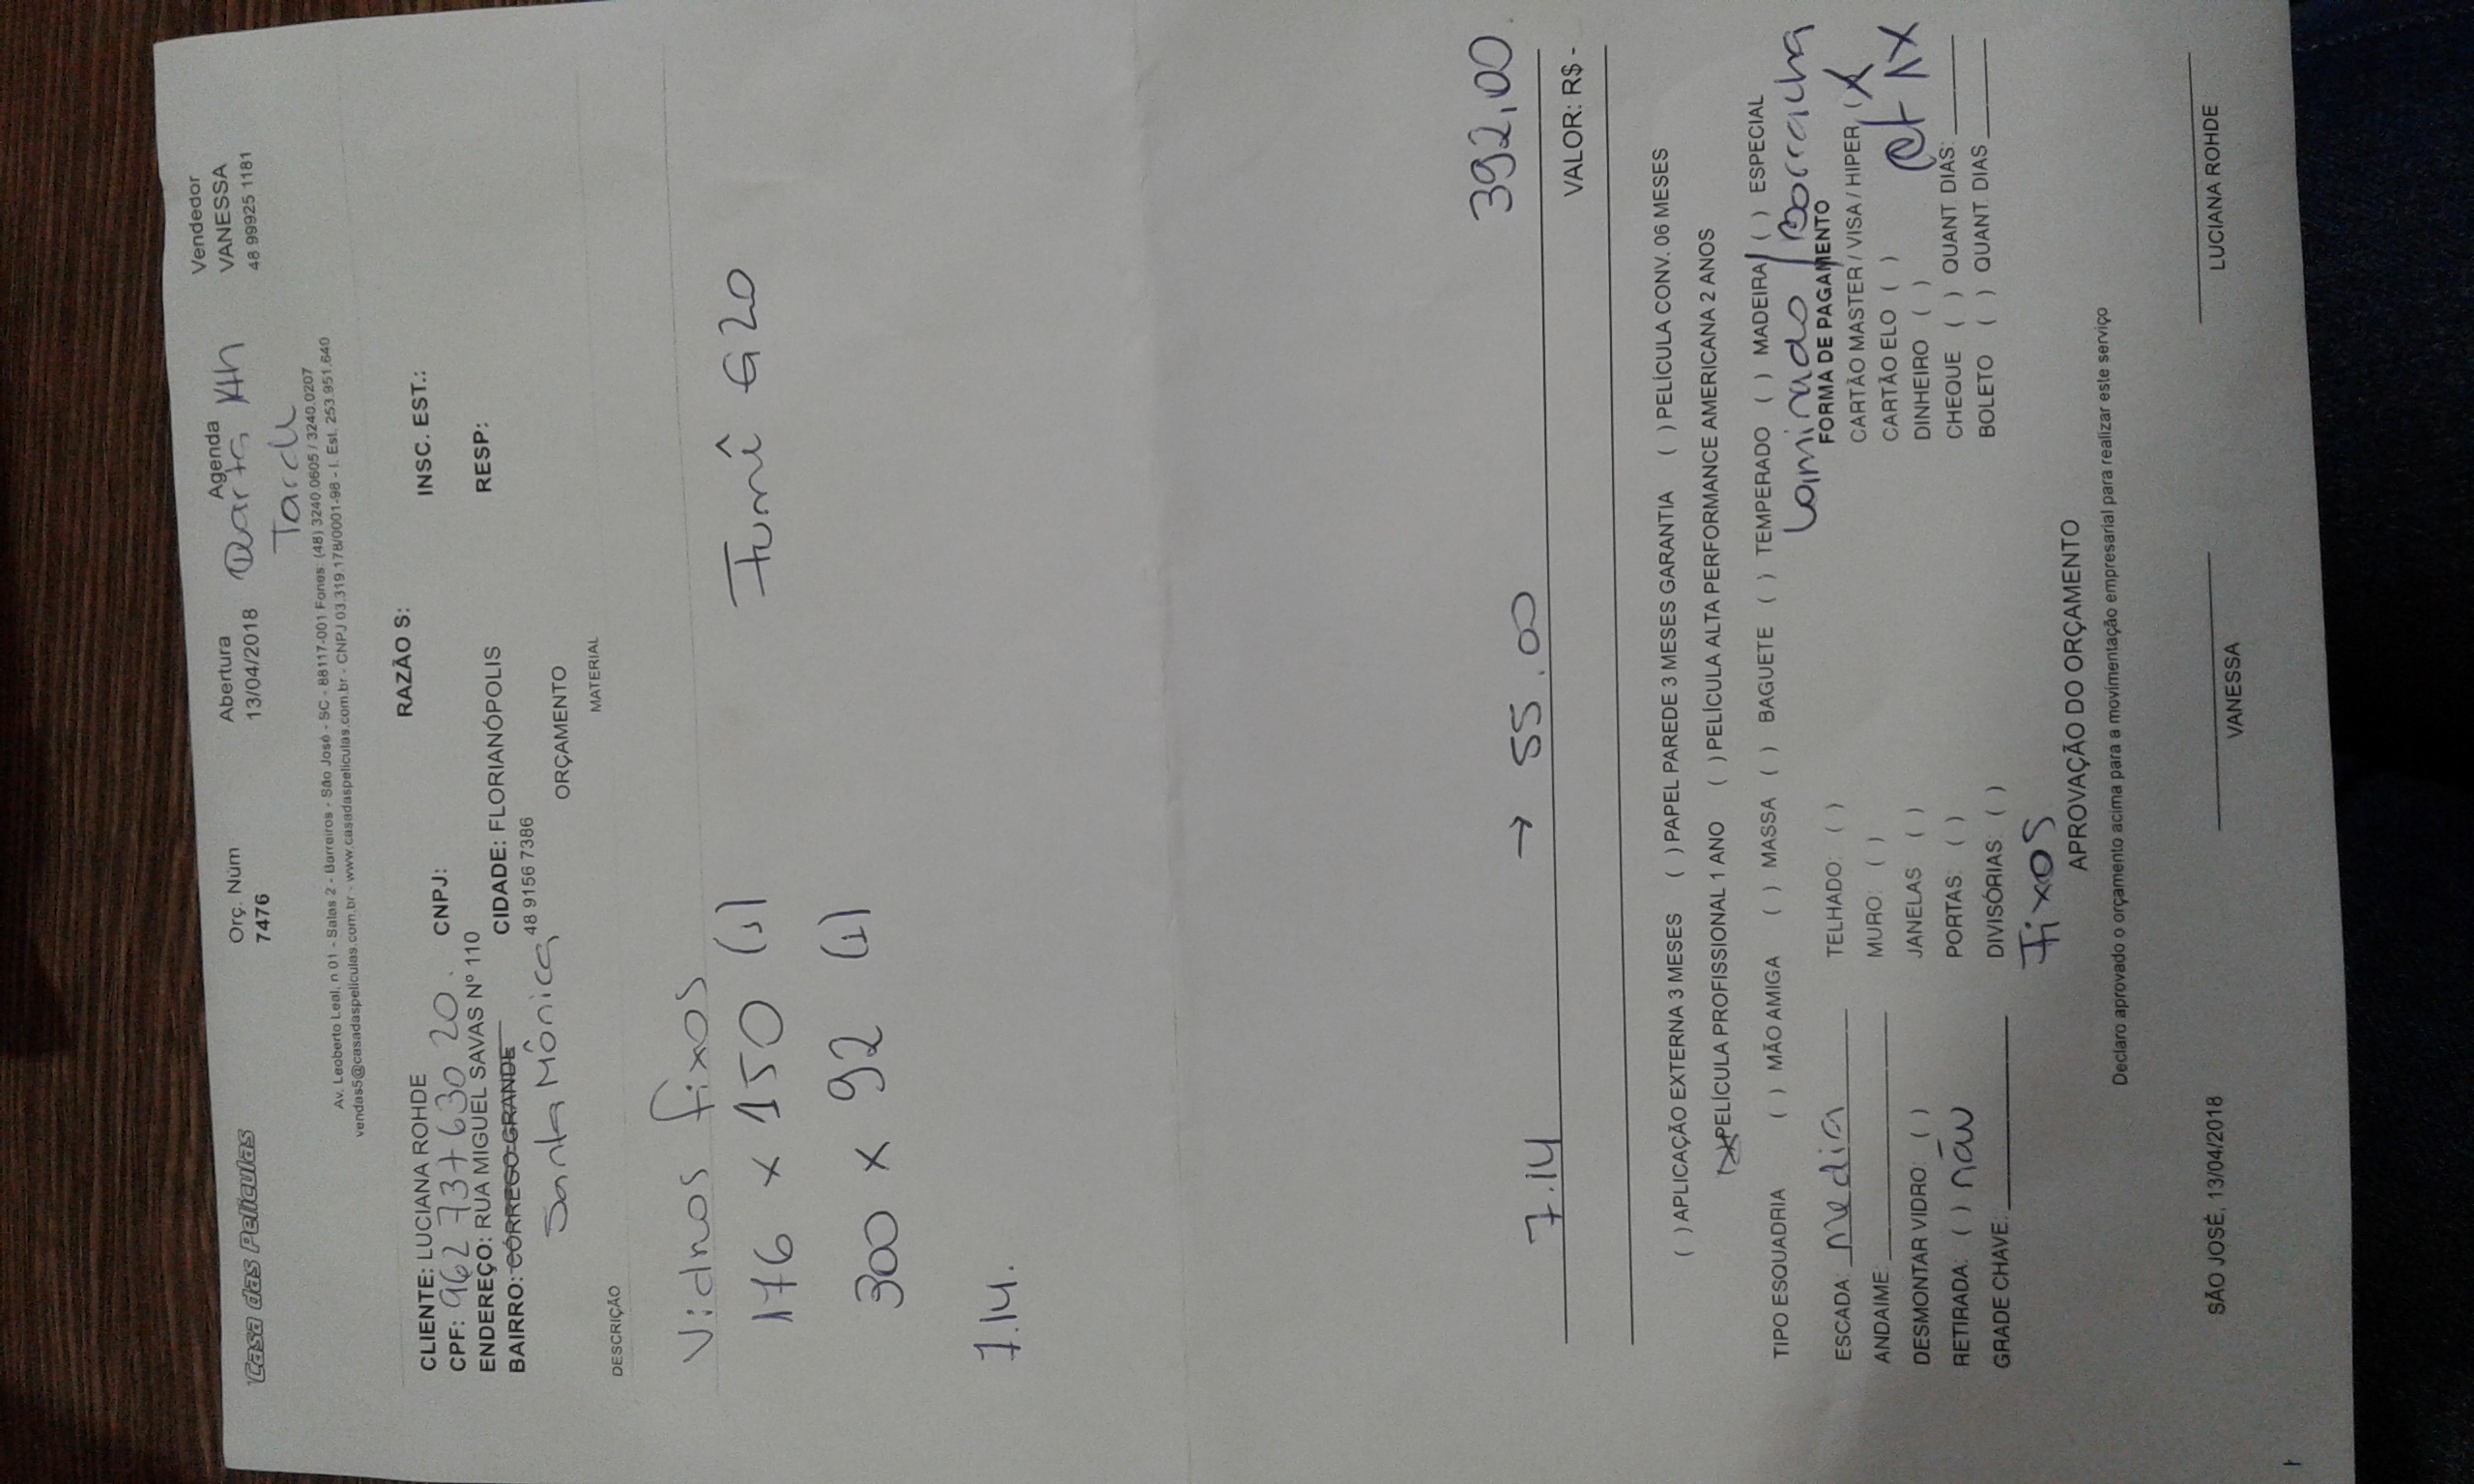 Casa das Películas
Orç. Núm
7476
Abertura
13/04/2018
Agenda
Quarta 14h
Tarde
Vendedor
VANESSA
48 99925 1181
Av. Leoberto Leal, n 01 - Salas 2 - Barreiros - São José - SC - 88117-001 Fones: (48) 3240.0605 / 3240.0207
vendas5@casadaspeliculas.com.br - www.casadaspeliculas.com.br - CNPJ 03.319.178/0001-98 - I. Est. 253.951.640
CLIENTE: LUCIANA ROHDE RAZÃO S:
CPF: 962 737 630 20. CNPJ: INSC. EST.:
ENDEREÇO: RUA MIGUEL SAVAS Nº 110
BAIRRO: CÓRREGO GRANDE CIDADE: FLORIANÓPOLIS RESP:
Santa Mônica 48 9156 7386
ORÇAMENTO
DESCRIÇÃO MATERIAL
Vidros fixos
176 x 150 (1) Fumê G20
300 x 92 (1)
7.14.
7.14 → 55.00 392,00
VALOR: R$ -
( ) APLICAÇÃO EXTERNA 3 MESES ( ) PAPEL PAREDE 3 MESES GARANTIA ( ) PELÍCULA CONV. 06 MESES
(X) PELÍCULA PROFISSIONAL 1 ANO ( ) PELÍCULA ALTA PERFORMANCE AMERICANA 2 ANOS
TIPO ESQUADRIA ( ) MÃO AMIGA ( ) MASSA ( ) BAGUETE ( ) TEMPERADO ( ) MADEIRA ( ) ESPECIAL
Laminado / Borracha
ESCADA: media TELHADO: ( ) FORMA DE PAGAMENTO
ANDAIME: MURO: ( ) CARTÃO MASTER / VISA / HIPER (X
DESMONTAR VIDRO: ( ) JANELAS ( ) CARTÃO ELO ( ) 1X
RETIRADA: ( ) não PORTAS: ( ) DINHEIRO ( )
GRADE CHAVE: DIVISÓRIAS: ( ) CHEQUE ( ) QUANT DIAS:
Fixos BOLETO ( ) QUANT. DIAS
APROVAÇÃO DO ORÇAMENTO
Declaro aprovado o orçamento acima para a movimentação empresarial para realizar este serviço
SÃO JOSÉ, 13/04/2018 VANESSA LUCIANA ROHDE